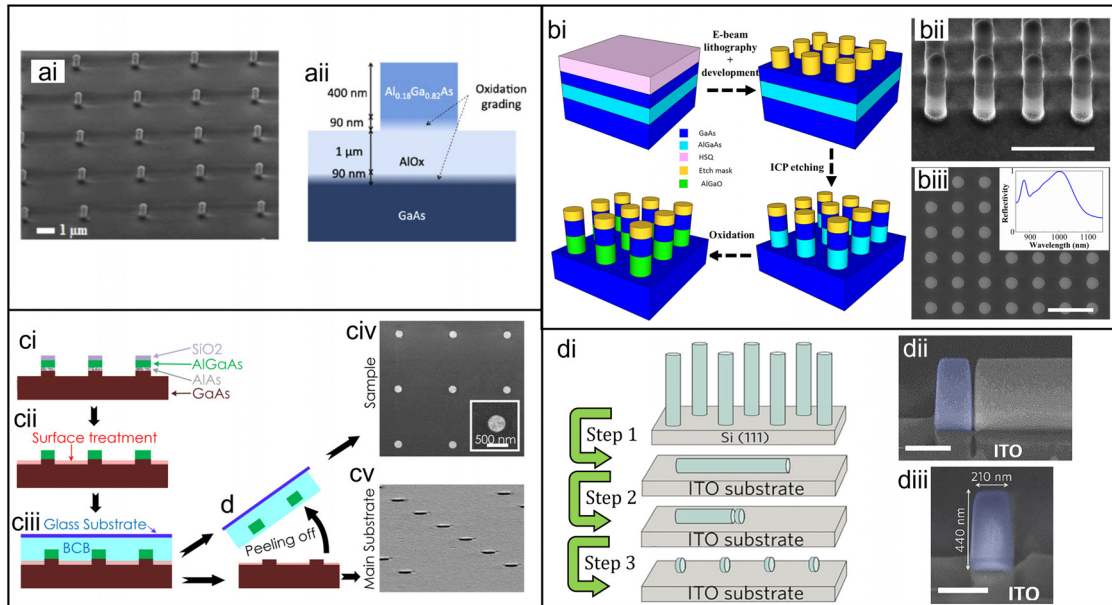 ai
1 µm
aii
400 nm
90 nm
1 µm
90 nm
Al0.18Ga0.82As
AlOx
GaAs
Oxidation
grading
bi
E-beam
lithography
+
development
GaAs
AlGaAs
HSQ
Etch mask
AlGaO
ICP etching
Oxidation
bii
biii
Reflectivity
1
0
900 1000 1100
Wavelength (nm)
ci
SiO2
AlGaAs
AlAs
GaAs
cii
Surface treatment
ciii
Glass Substrate
BCB
d
Peeling off
civ
Sample
500 nm
cv
Main Substrate
di
Si (111)
Step 1
ITO substrate
Step 2
ITO substrate
Step 3
ITO substrate
dii
ITO
diii
210 nm
440 nm
ITO